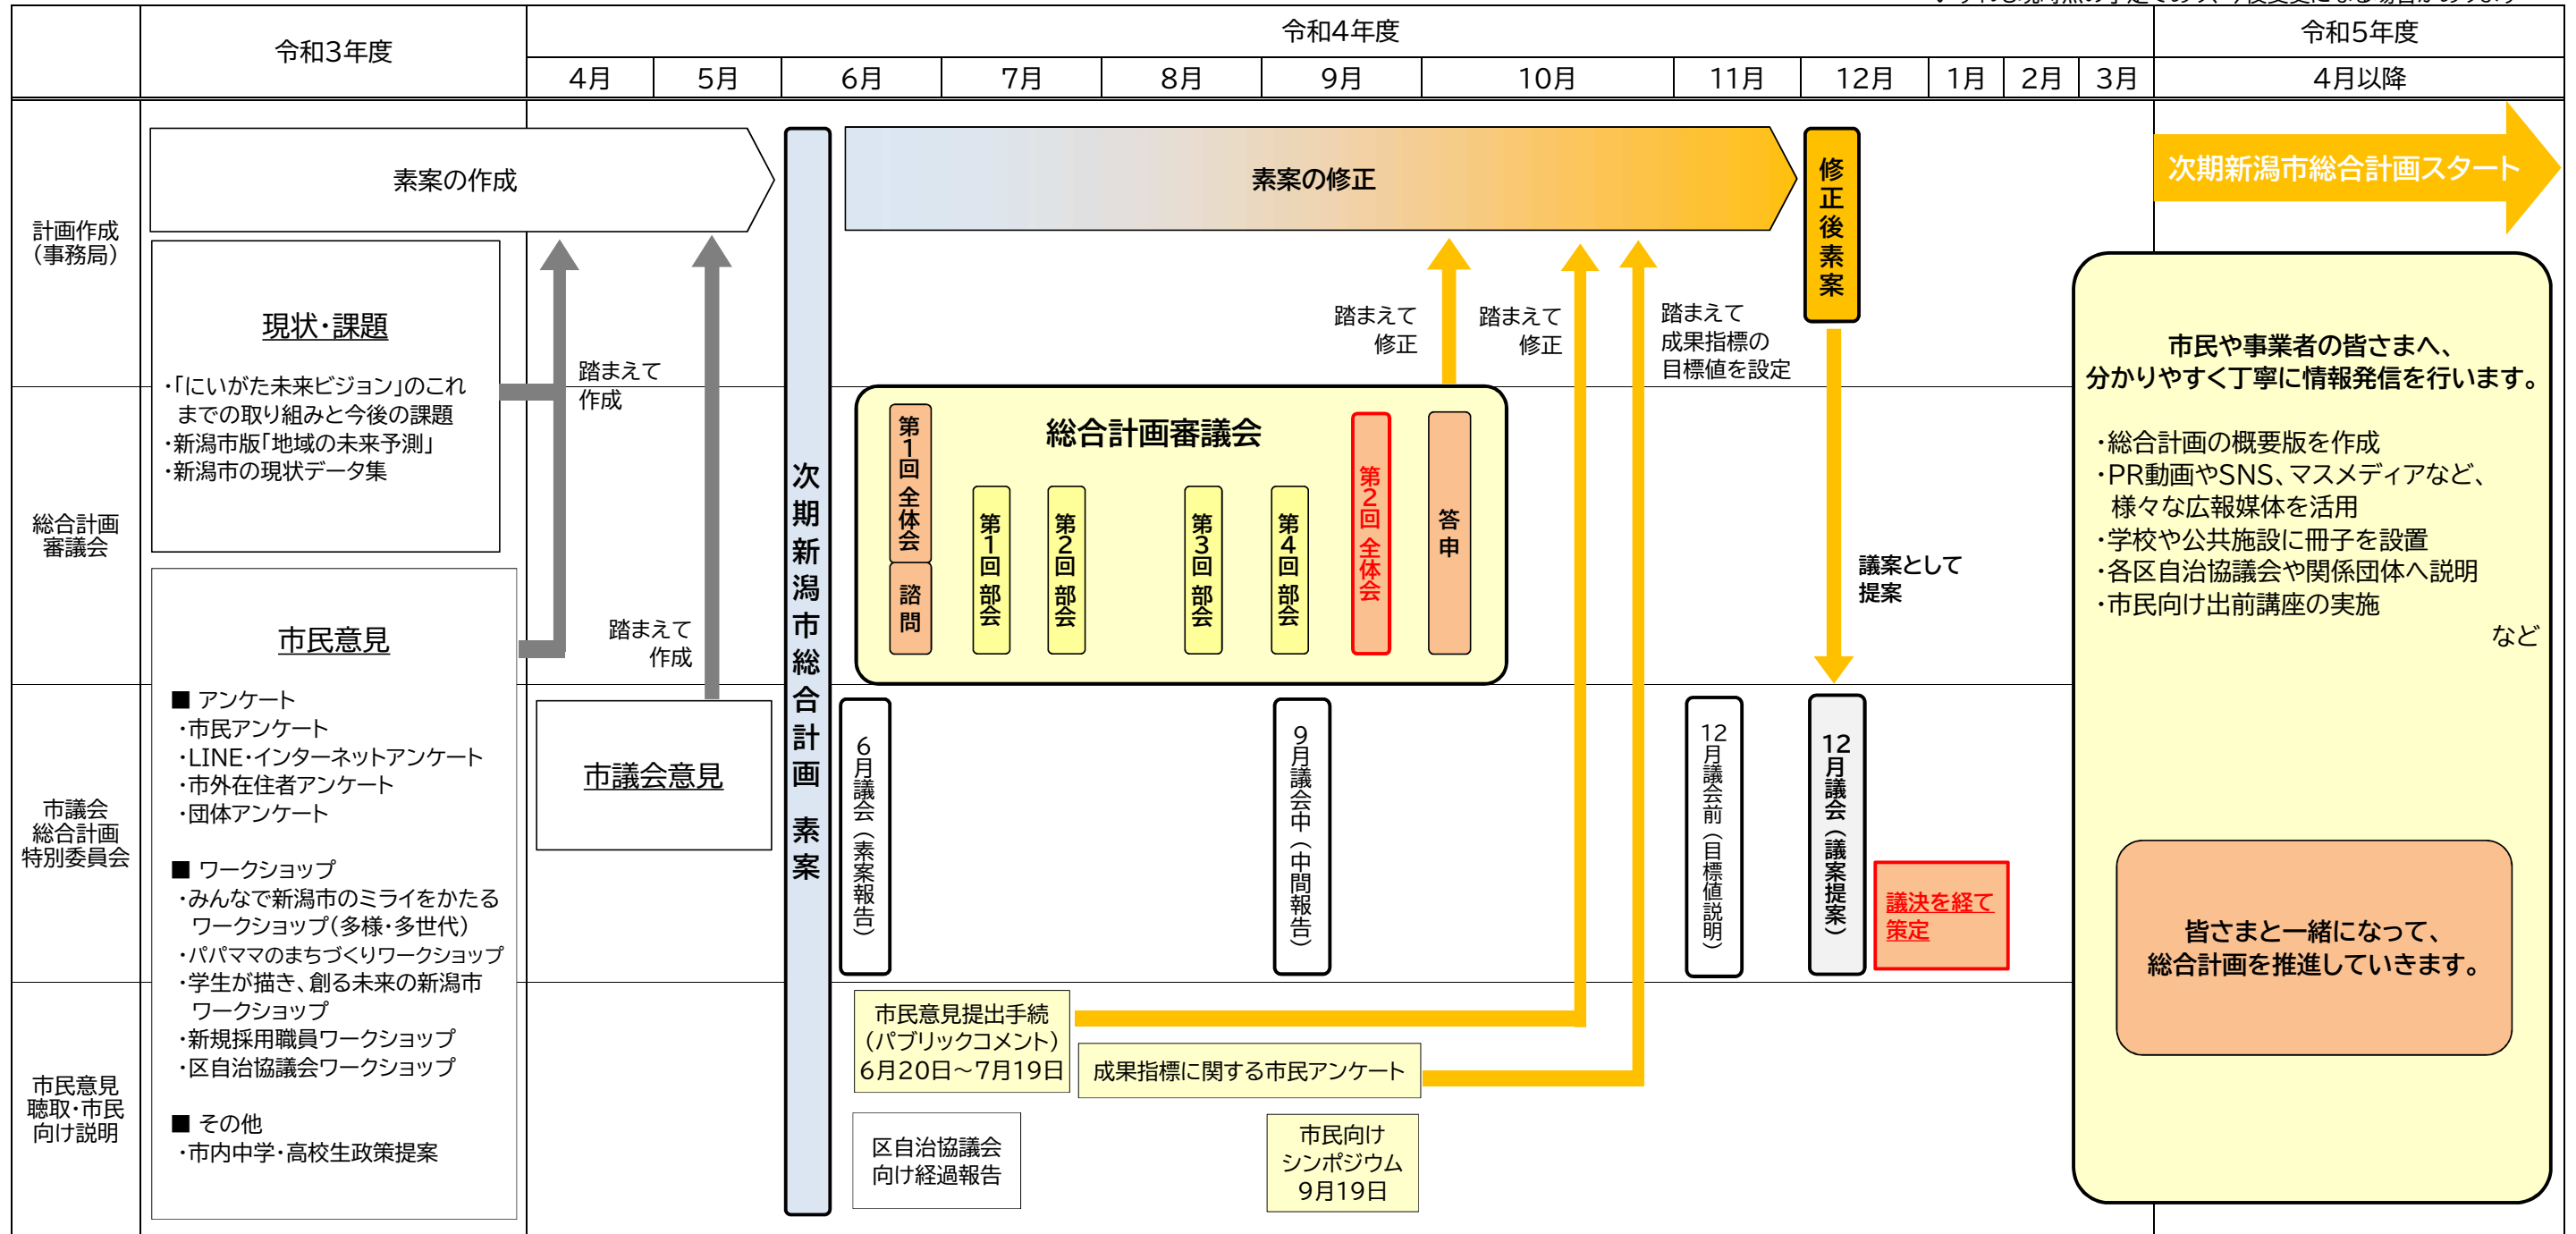 令和3年度
令和4年度
令和5年度
4月
5月
6月
7月
8月
9月
10月
11月
12月
1月
2月
3月
4月以降
計画作成
（事務局）
素案の作成
素案の修正
修正後素案
次期新潟市総合計画スタート
現状・課題
・「にいがた未来ビジョン」のこれ
までの取り組みと今後の課題
・新潟市版「地域の未来予測」
・新潟市の現状データ集
踏まえて
作成
踏まえて
作成
踏まえて
修正
踏まえて
修正
踏まえて
成果指標の
目標値を設定
次期新潟市総合計画 素案
総合計画
審議会
総合計画審議会
第1回 全体会
諮問
第1回 部会
第2回 部会
第3回 部会
第4回 部会
第2回 全体会
答申
議案として
提案
市民意見
■ アンケート
・市民アンケート
・LINE・インターネットアンケート
・市外在住者アンケート
・団体アンケート
■ ワークショップ
・みんなで新潟市のミライをかたる
ワークショップ（多様・多世代）
・パパママのまちづくりワークショップ
・学生が描き、創る未来の新潟市
ワークショップ
・新規採用職員ワークショップ
・区自治協議会ワークショップ
■ その他
・市内中学・高校生政策提案
市議会
総合計画
特別委員会
市議会意見
6月議会（素案報告）
9月議会中（中間報告）
12月議会前（目標値説明）
12月議会（議案提案）
議決を経て
策定
市民意見
聴取・市民
向け説明
市民意見提出手続
（パブリックコメント）
6月20日～7月19日
成果指標に関する市民アンケート
区自治協議会
向け経過報告
市民向け
シンポジウム
9月19日
市民や事業者の皆さまへ、
分かりやすく丁寧に情報発信を行います。
・総合計画の概要版を作成
・PR動画やSNS、マスメディアなど、
様々な広報媒体を活用
・学校や公共施設に冊子を設置
・各区自治協議会や関係団体へ説明
・市民向け出前講座の実施
など
皆さまと一緒になって、
総合計画を推進していきます。